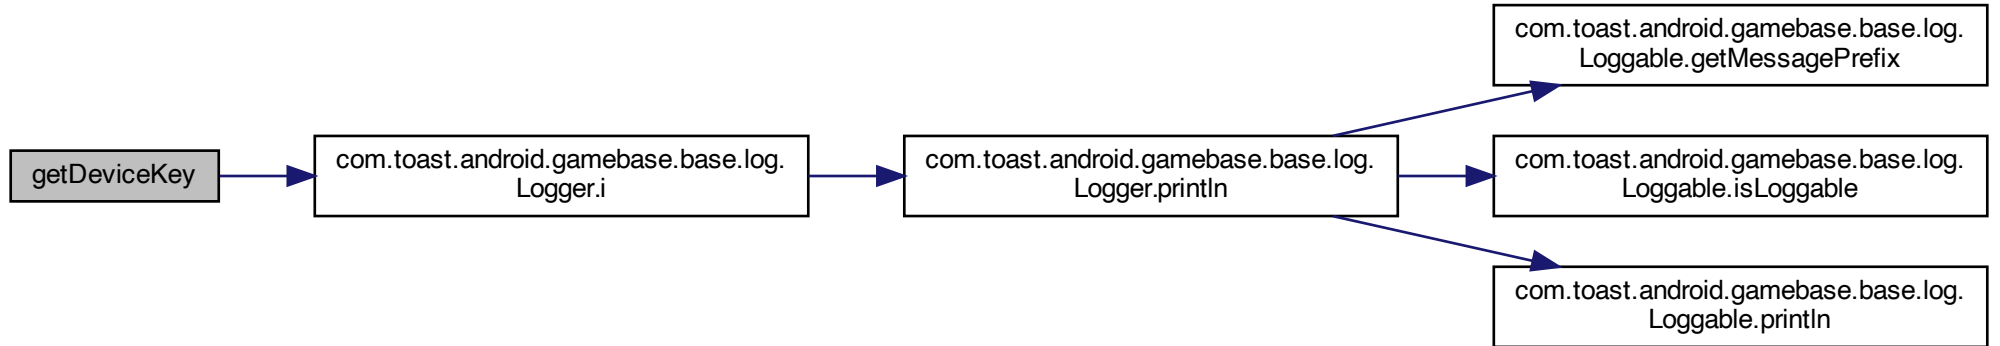 getDeviceKey
com.toast.android.gamebase.base.log.
Logger.i
com.toast.android.gamebase.base.log.
Logger.println
com.toast.android.gamebase.base.log.
Loggable.getMessagePrefix
com.toast.android.gamebase.base.log.
Loggable.isLoggable
com.toast.android.gamebase.base.log.
Loggable.println